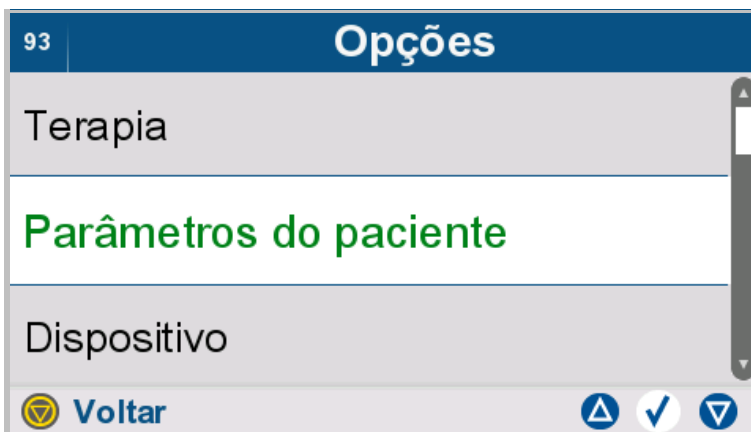 93
Opções
Terapia
Parâmetros do paciente
Dispositivo
Voltar